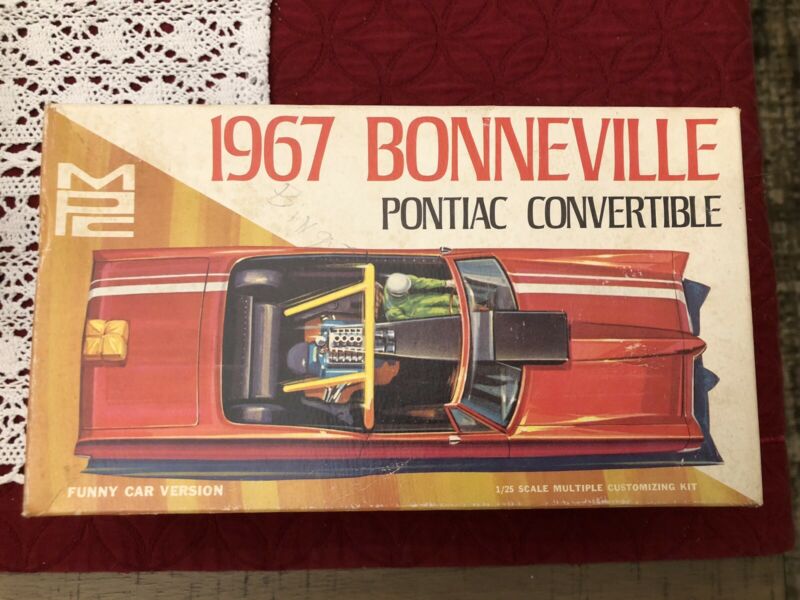 1967 BONNEVILLE
PONTIAC CONVERTIBLE
MPC
FUNNY CAR VERSION
1/25 SCALE MULTIPLE CUSTOMIZING KIT